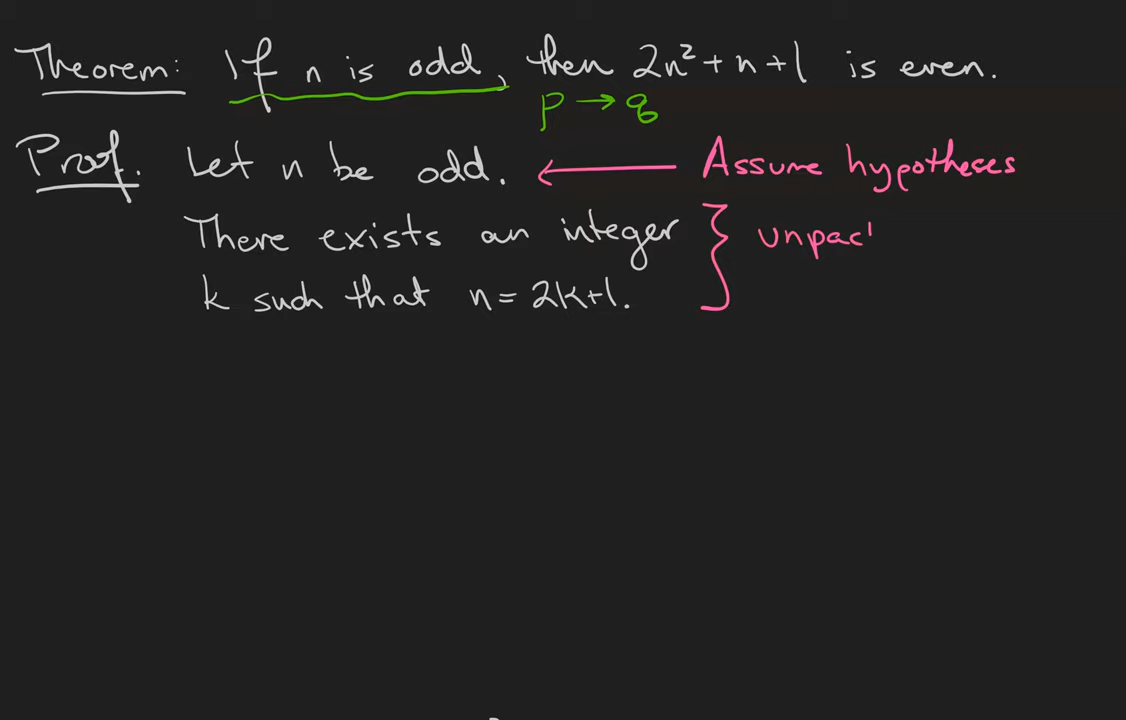 Theorem: If n is odd, then 2n²+n+1 is even.
p → q
Proof. Let n be odd. ← Assume hypotheses
There exists an integer
k such that n = 2k+1.
unpac